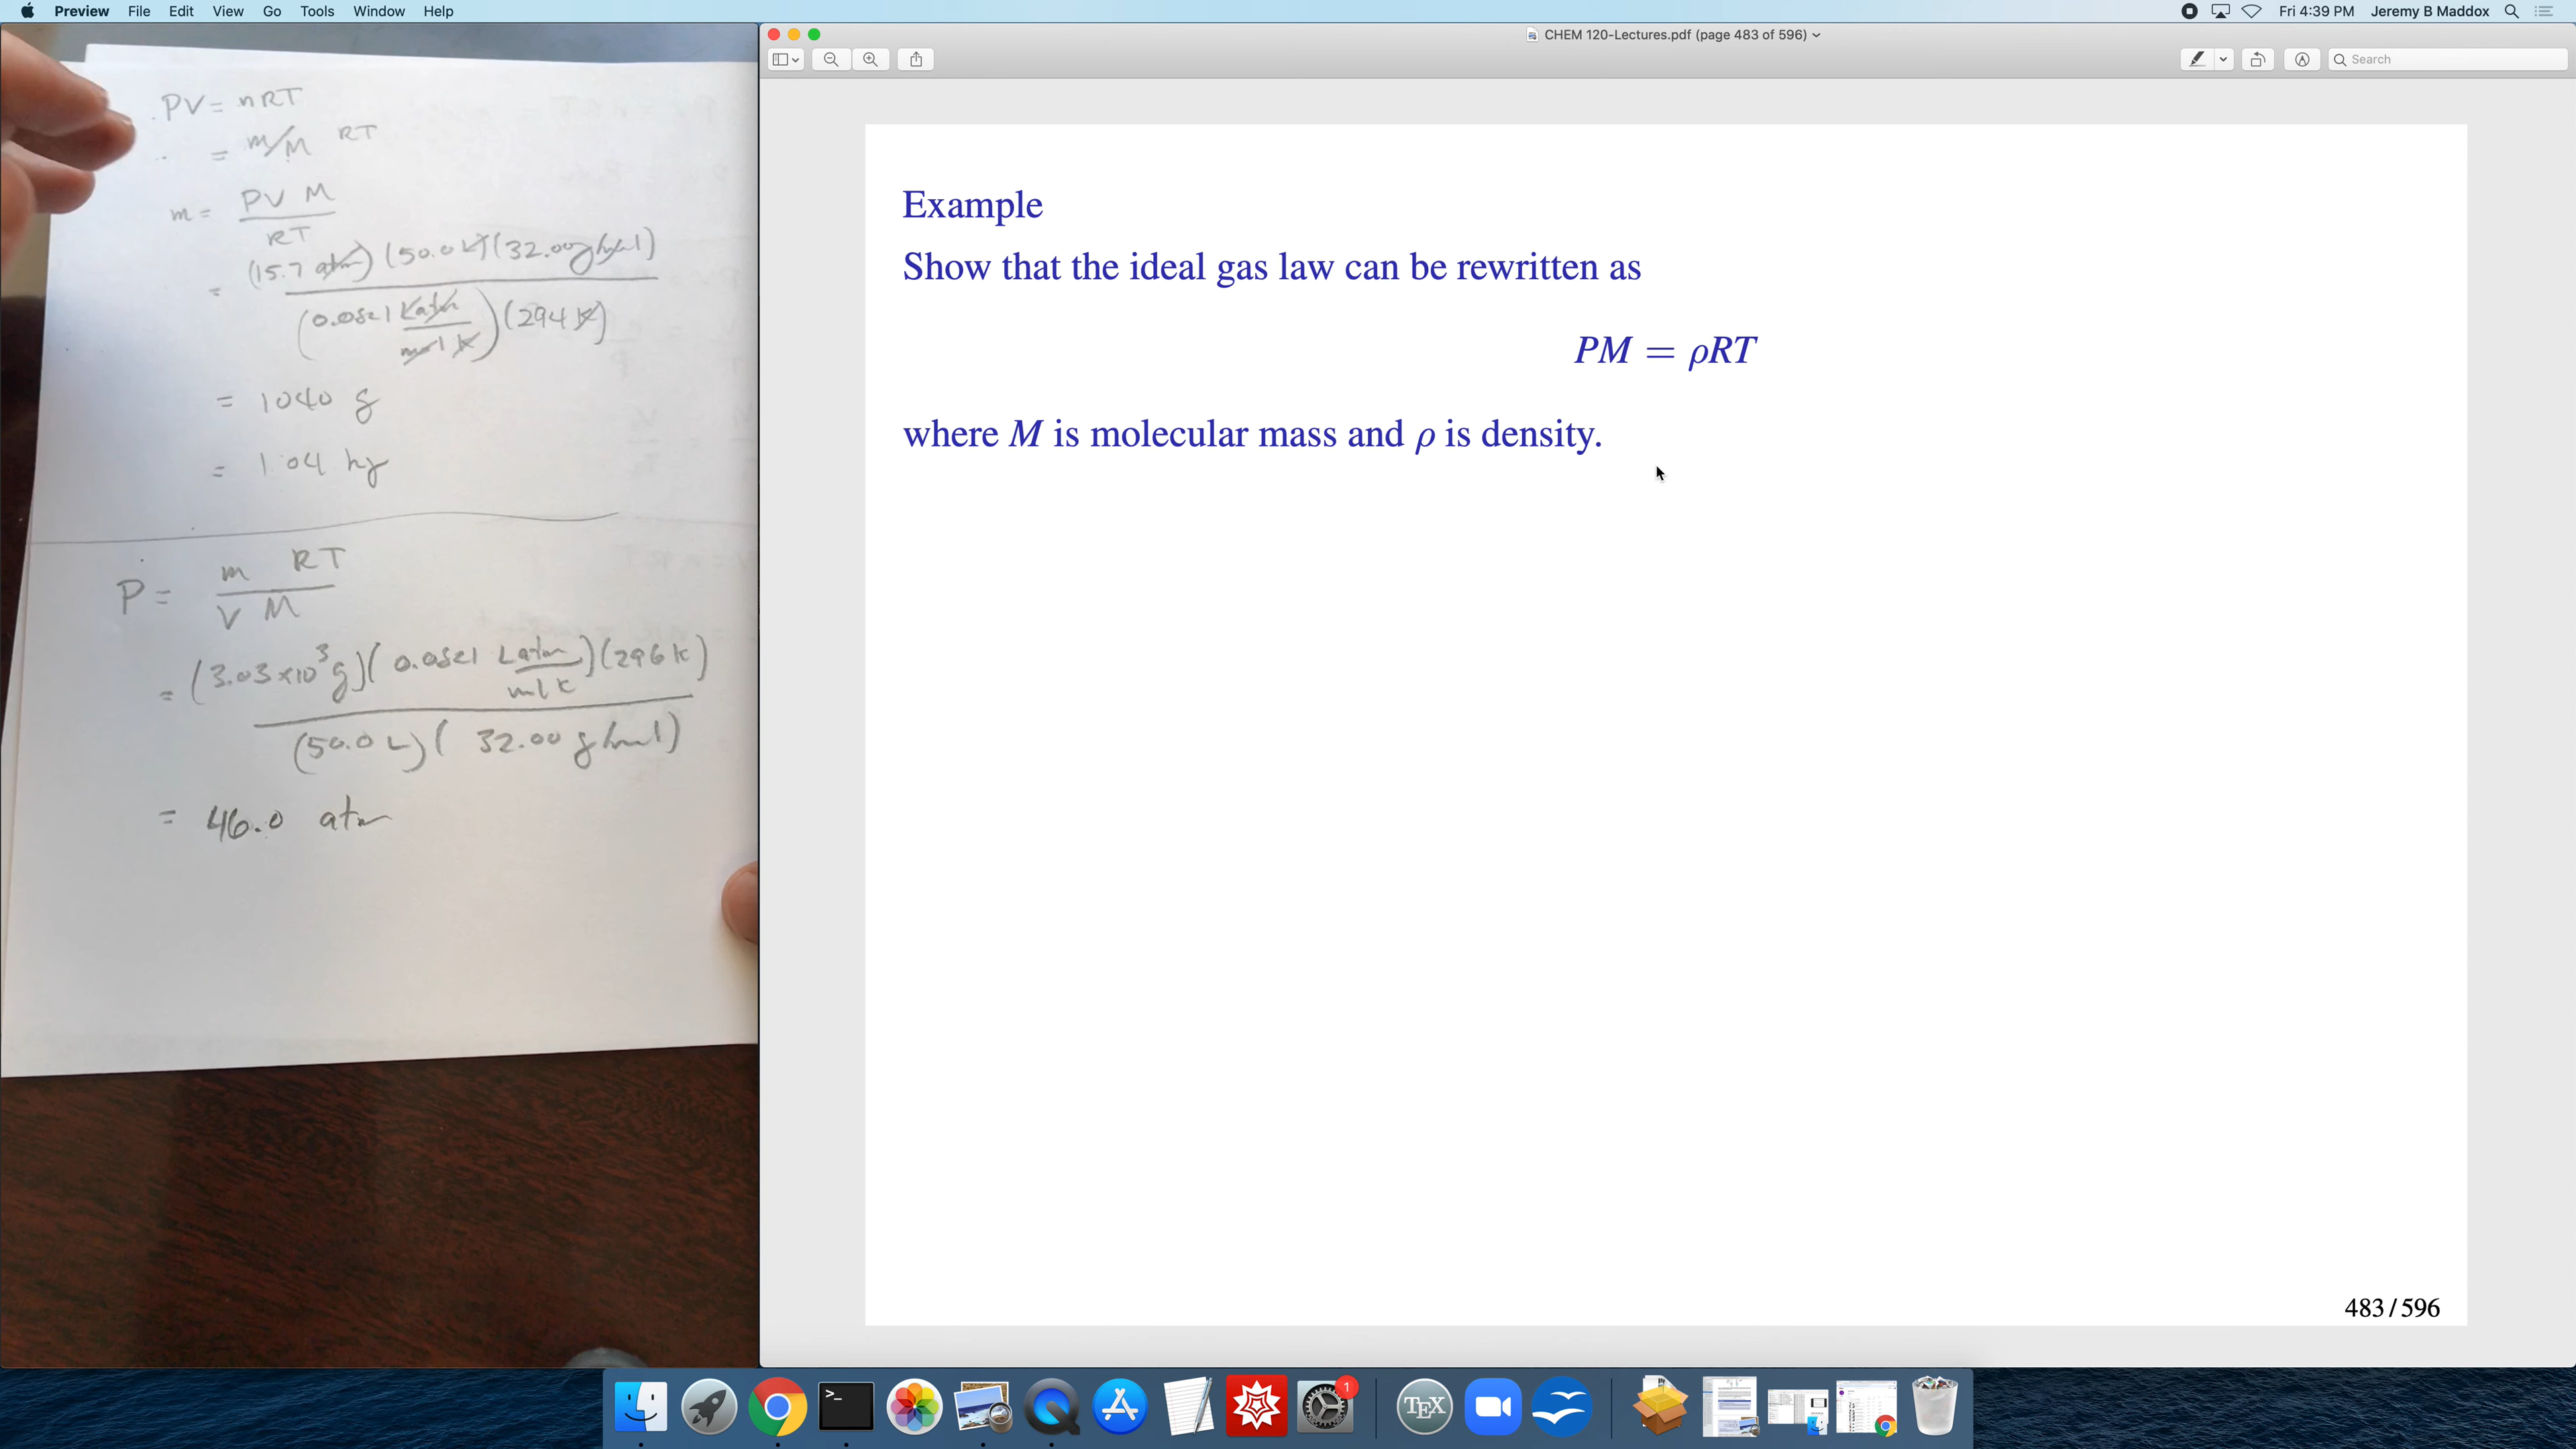 Preview File Edit View Go Tools Window Help
Fri 4:39 PM Jeremy B Maddox
CHEM 120-Lectures.pdf (page 483 of 596)
Search
PV = nRT
= m/M RT
m = PV M / RT
= (15.7 atm) (50.0 L) (32.00 g/mol) / (0.0821 L atm / mol K) (294 K)
= 1040 g
= 1.04 kg
P = m RT / V M
= (3.03 x 10³ g) (0.0821 L atm / mol K) (296 K) / (50.0 L) (32.00 g/mol)
= 46.0 atm
Example
Show that the ideal gas law can be rewritten as
PM = ρRT
where M is molecular mass and ρ is density.
483 / 596
>_
1
TEX